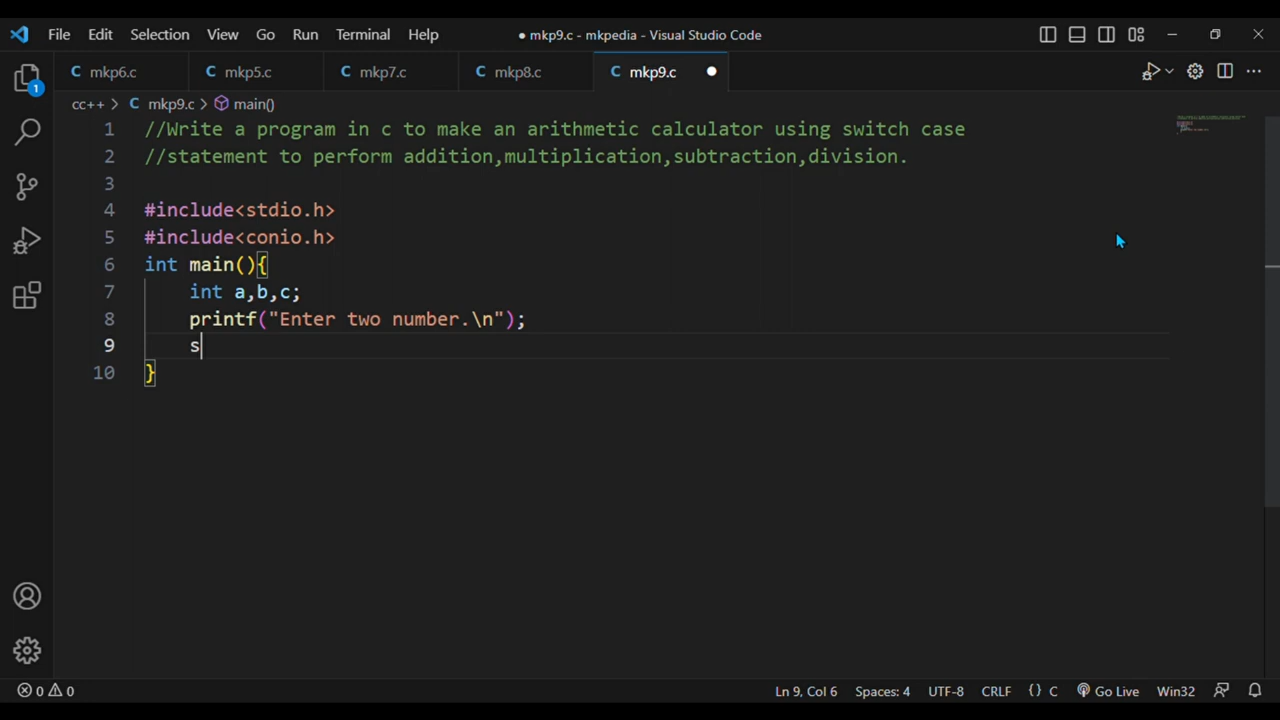 File Edit Selection View Go Run Terminal Help ● mkp9.c - mkpedia - Visual Studio Code
C mkp6.c C mkp5.c C mkp7.c C mkp8.c C mkp9.c ●
cc++ > C mkp9.c > main()
1 //Write a program in c to make an arithmetic calculator using switch case
2 //statement to perform addition,multiplication,subtraction,division.
3
4 #include<stdio.h>
5 #include<conio.h>
6 int main(){
7 int a,b,c;
8 printf("Enter two number.\n");
9 s
10 }
1
0 0 Ln 9, Col 6 Spaces: 4 UTF-8 CRLF {} C Go Live Win32